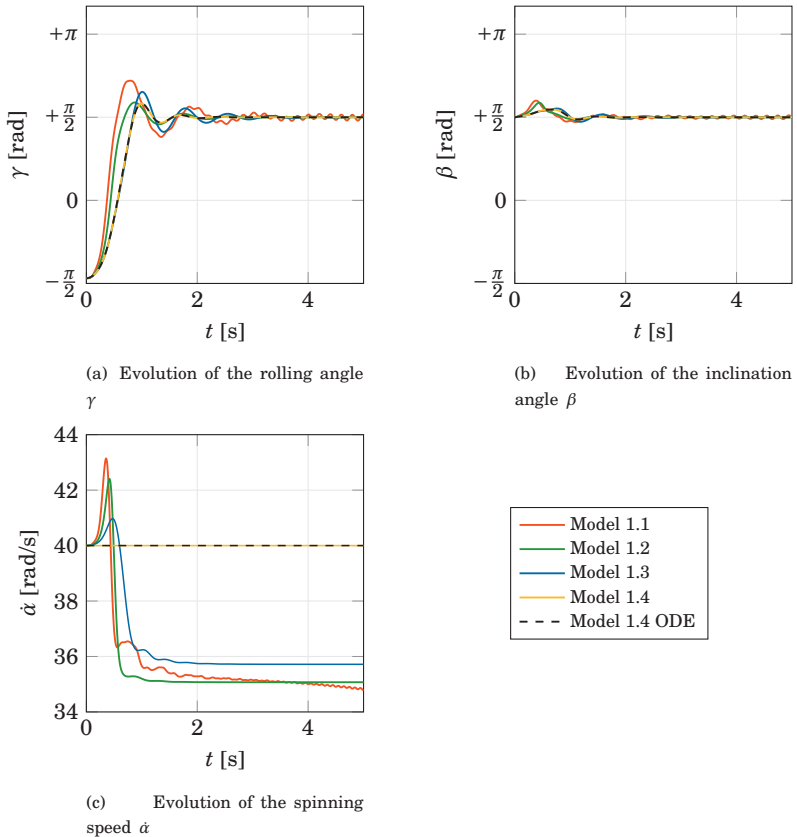 +π
+π/2
0
−π/2
γ [rad]
0 2 4
t [s]
(a) Evolution of the rolling angle
γ
+π
+π/2
0
−π/2
β [rad]
0 2 4
t [s]
(b) Evolution of the inclination
angle β
44
42
40
38
36
34
α̇ [rad/s]
0 2 4
t [s]
(c) Evolution of the spinning
speed α̇
Model 1.1
Model 1.2
Model 1.3
Model 1.4
Model 1.4 ODE